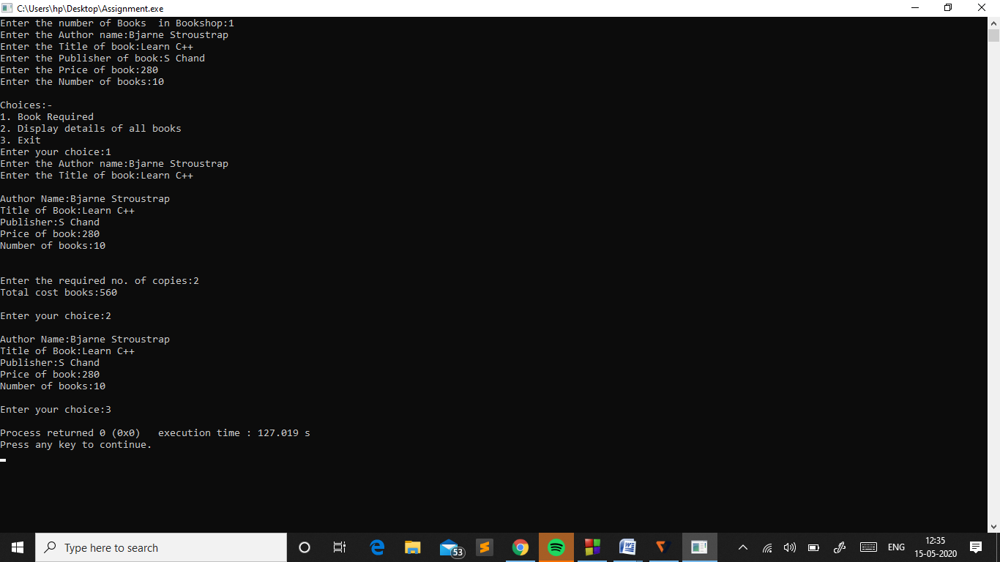 C:\Users\hp\Desktop\Assignment.exe
Enter the number of Books  in Bookshop:1
Enter the Author name:Bjarne Stroustrap
Enter the Title of book:Learn C++
Enter the Publisher of book:S Chand
Enter the Price of book:280
Enter the Number of books:10
Choices:-
1. Book Required
2. Display details of all books
3. Exit
Enter your choice:1
Enter the Author name:Bjarne Stroustrap
Enter the Title of book:Learn C++
Author Name:Bjarne Stroustrap
Title of Book:Learn C++
Publisher:S Chand
Price of book:280
Number of books:10
Enter the required no. of copies:2
Total cost books:560
Enter your choice:2
Author Name:Bjarne Stroustrap
Title of Book:Learn C++
Publisher:S Chand
Price of book:280
Number of books:10
Enter your choice:3
Process returned 0 (0x0)   execution time : 127.019 s
Press any key to continue.
Type here to search
53
ENG
12:35
15-05-2020